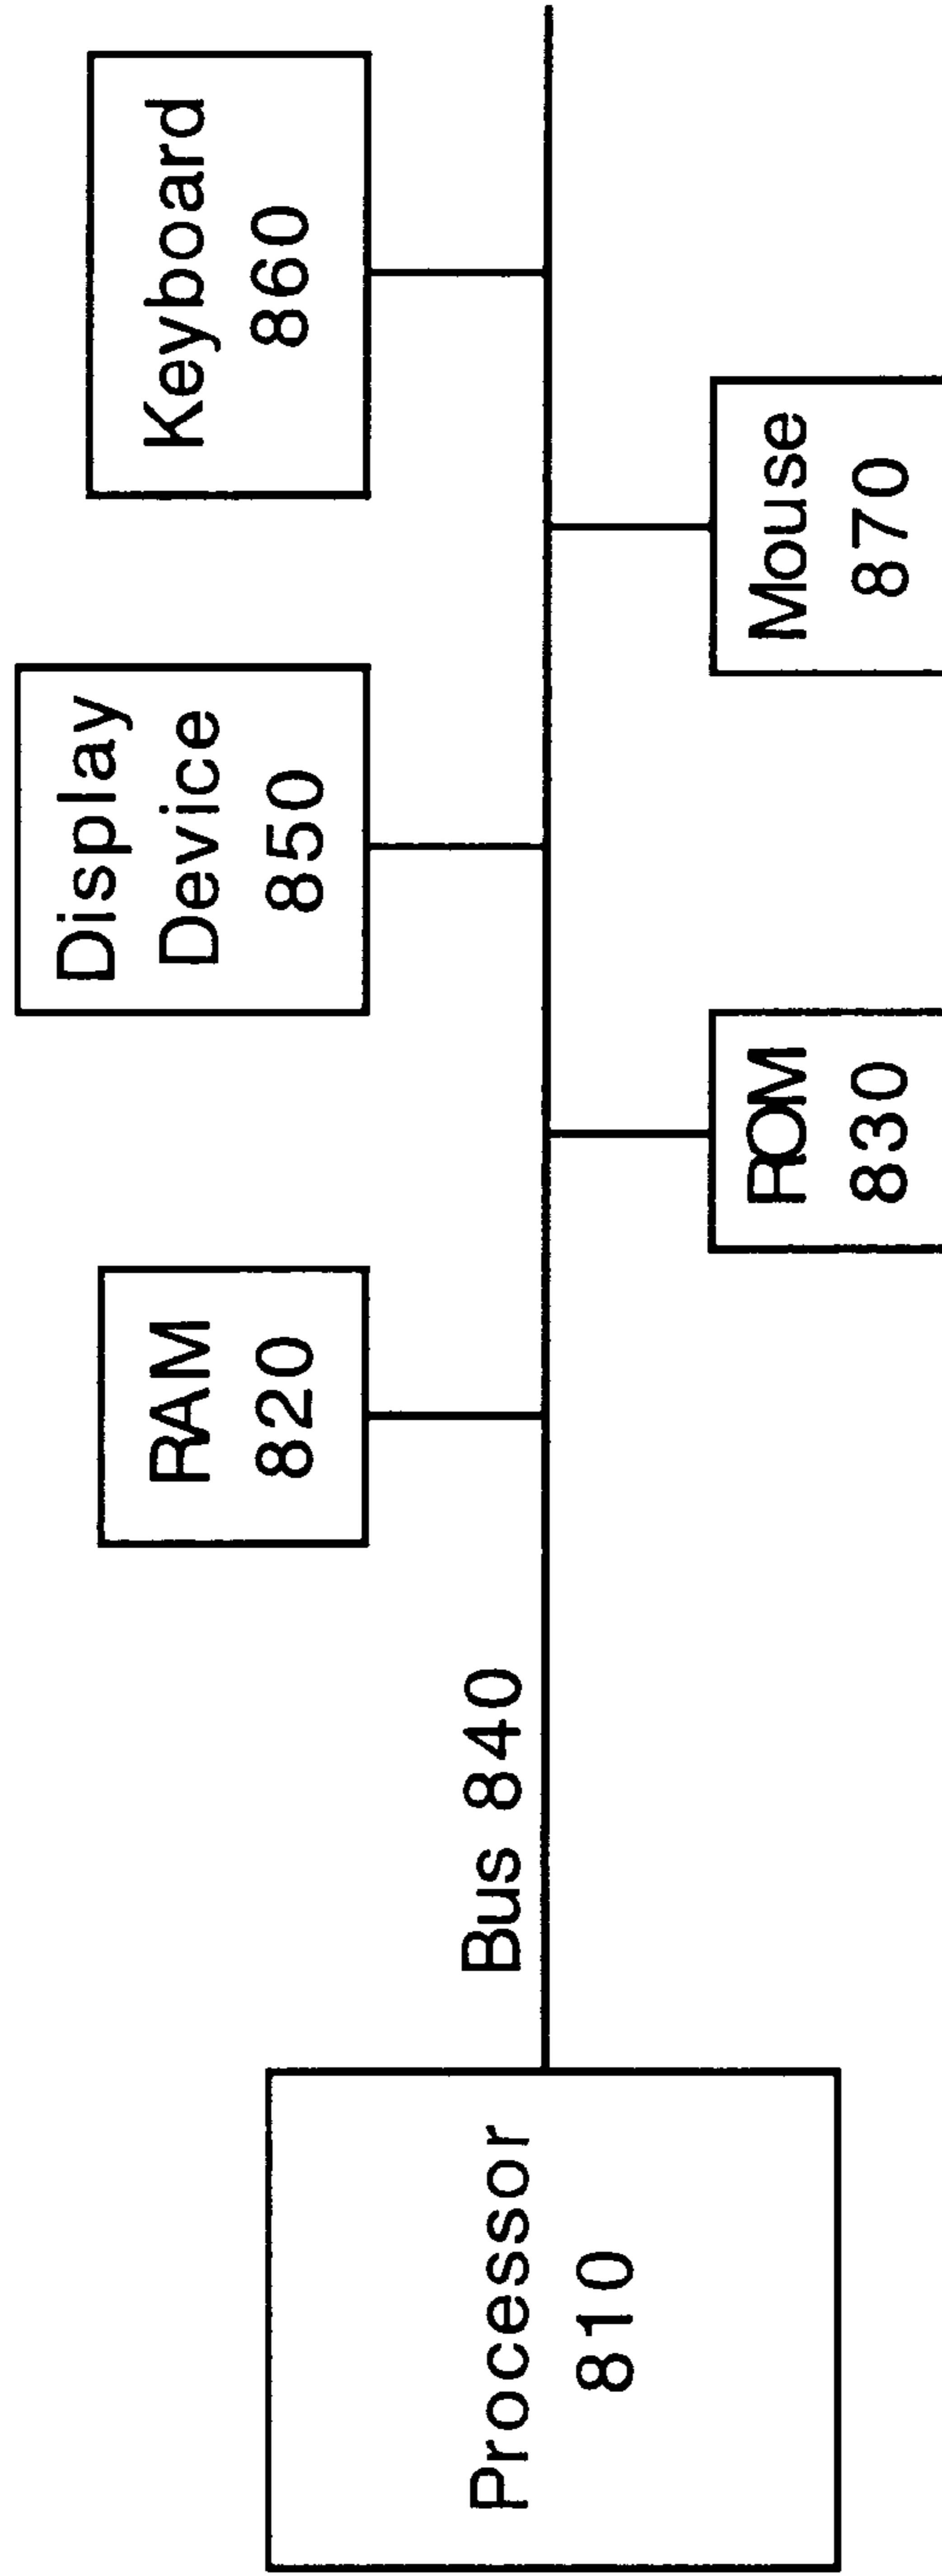 Processor
810
Bus 840
RAM
820
ROM
830
Display
Device
850
Mouse
870
Keyboard
860